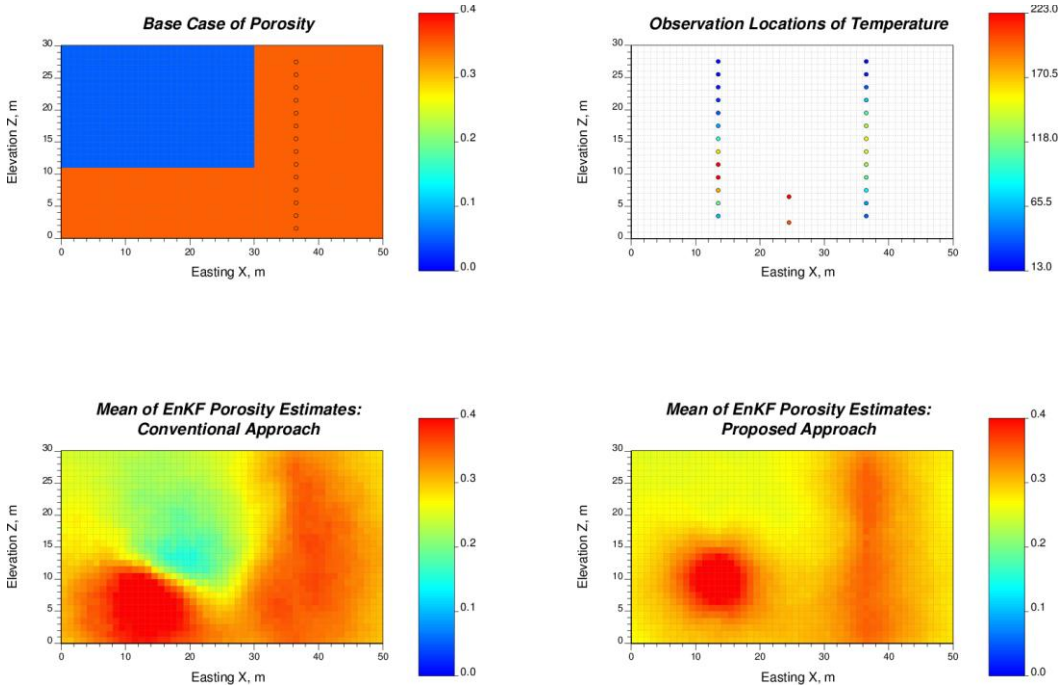 Base Case of Porosity
30
25
20
15
10
5
0
Elevation Z, m
0 10 20 30 40 50
Easting X, m
0.4
0.3
0.2
0.1
0.0
Observation Locations of Temperature
30
25
20
15
10
5
0
Elevation Z, m
0 10 20 30 40 50
Easting X, m
223.0
170.5
118.0
65.5
13.0
Mean of EnKF Porosity Estimates:
Conventional Approach
30
25
20
15
10
5
0
Elevation Z, m
0 10 20 30 40 50
Easting X, m
0.4
0.3
0.2
0.1
0.0
Mean of EnKF Porosity Estimates:
Proposed Approach
30
25
20
15
10
5
0
Elevation Z, m
0 10 20 30 40 50
Easting X, m
0.4
0.3
0.2
0.1
0.0